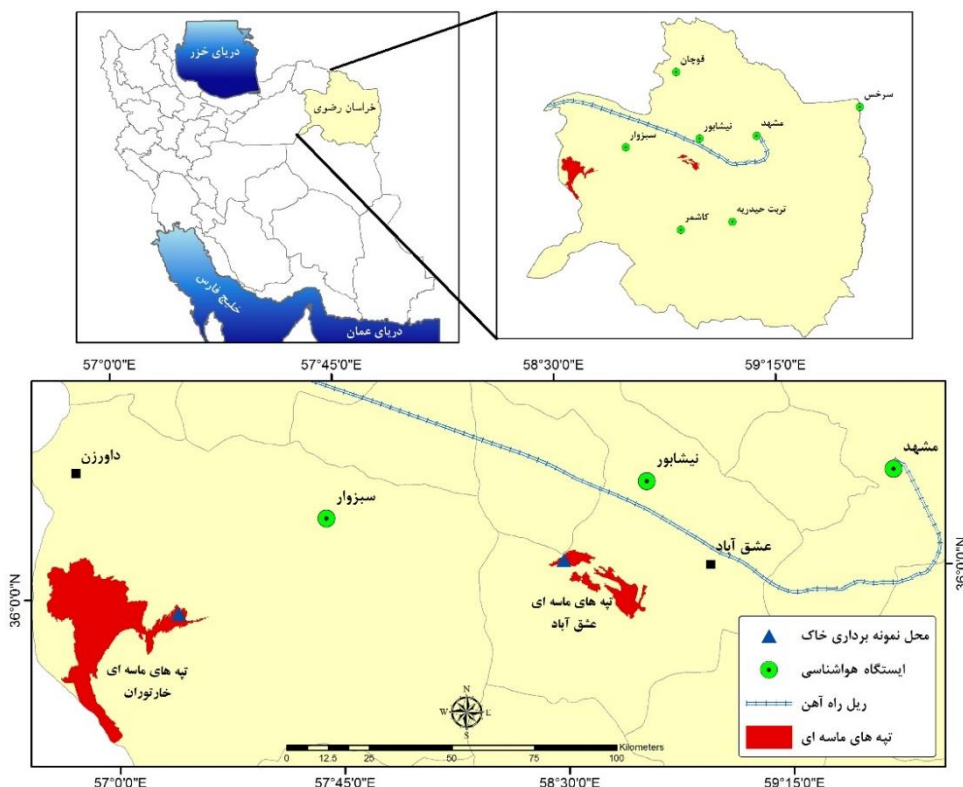 دریای خزر
خراسان رضوی
خلیج فارس
دریای عمان
قوچان
سرخس
مشهد
نیشابور
سبزوار
تربت حیدریه
کاشمر
57°0'0"E
57°45'0"E
58°30'0"E
59°15'0"E
داورزن
سبزوار
نیشابور
مشهد
عشق آباد
36°0'0"N
36°0'0"N
تپه های ماسه ای
عشق آباد
تپه های ماسه ای
خارتوران
محل نمونه برداری خاک
ایستگاه هواشناسی
ریل راه آهن
تپه های ماسه ای
N
W E
S
Kilometers
0 12.5 25 50 75 100
57°0'0"E
57°45'0"E
58°30'0"E
59°15'0"E